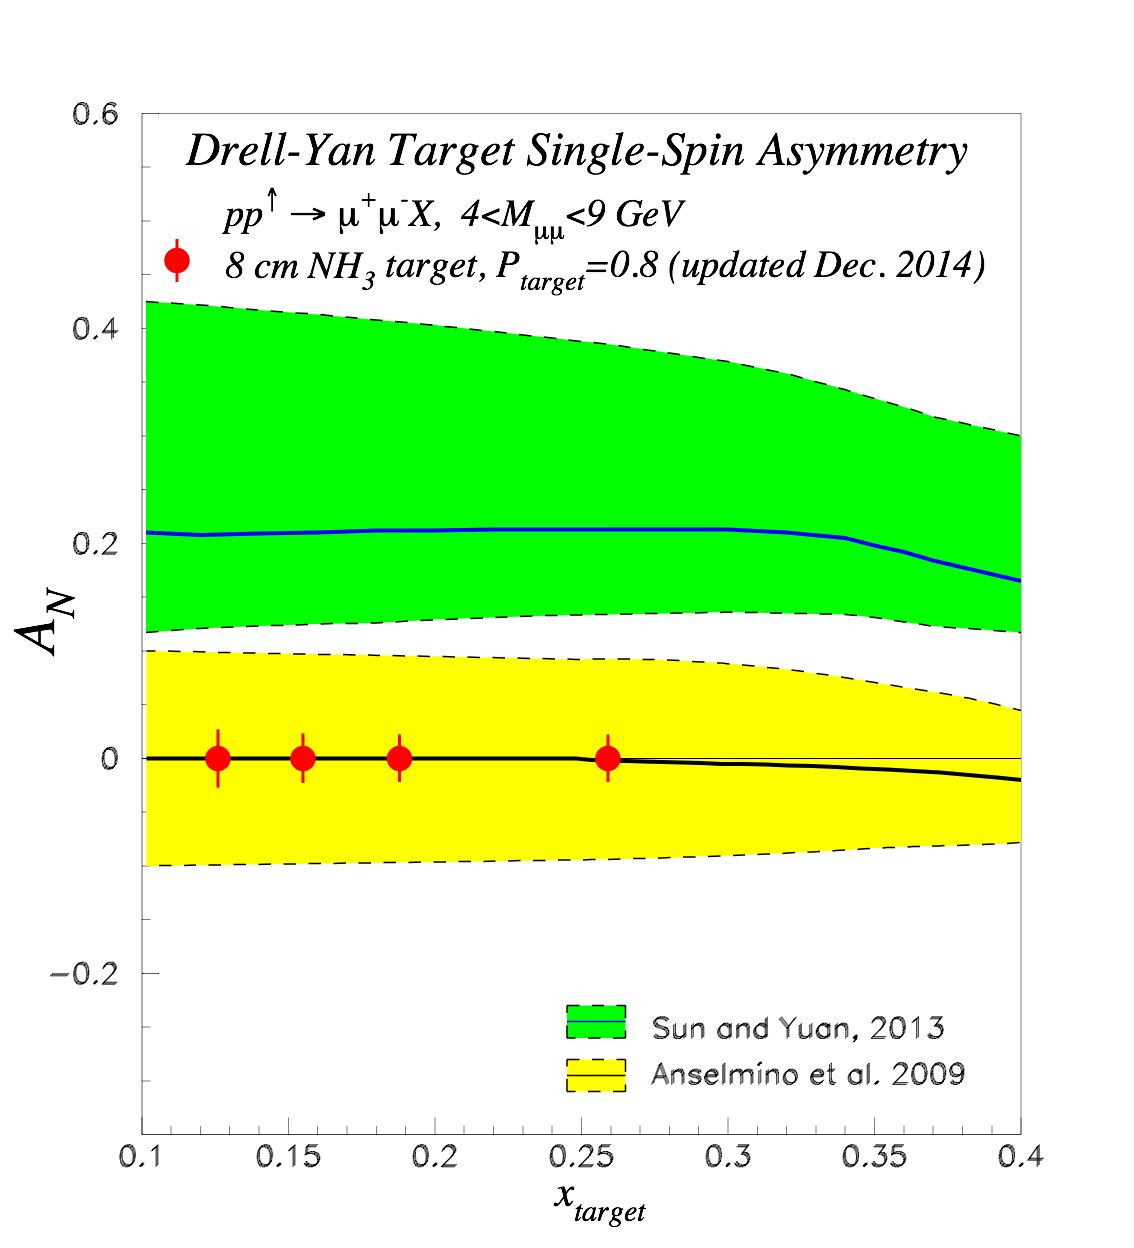 0.6
Drell-Yan Target Single-Spin Asymmetry
pp↑ → μ⁺μ⁻X, 4<Mμμ<9 GeV
8 cm NH₃ target, Ptarget=0.8 (updated Dec. 2014)
0.4
0.2
AN
0
−0.2
Sun and Yuan, 2013
Anselmino et al. 2009
0.1 0.15 0.2 0.25 0.3 0.35 0.4
xtarget